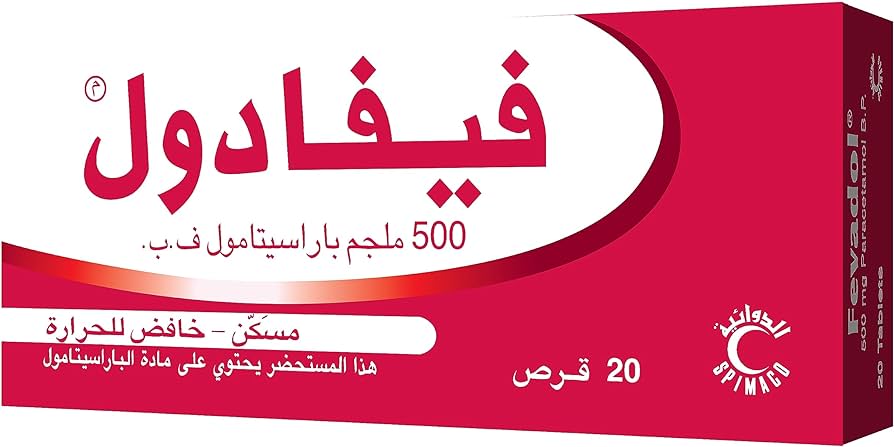 فيفادول
م
500 ملجم باراسيتامول ف.ب.
مسَكّن - خافض للحرارة
هذا المستحضر يحتوي على مادة الباراسيتامول
20 قرص
الدوائية
SPIMACO
Fevadol®
500 mg Paracetamol B.P.
20 Tablets